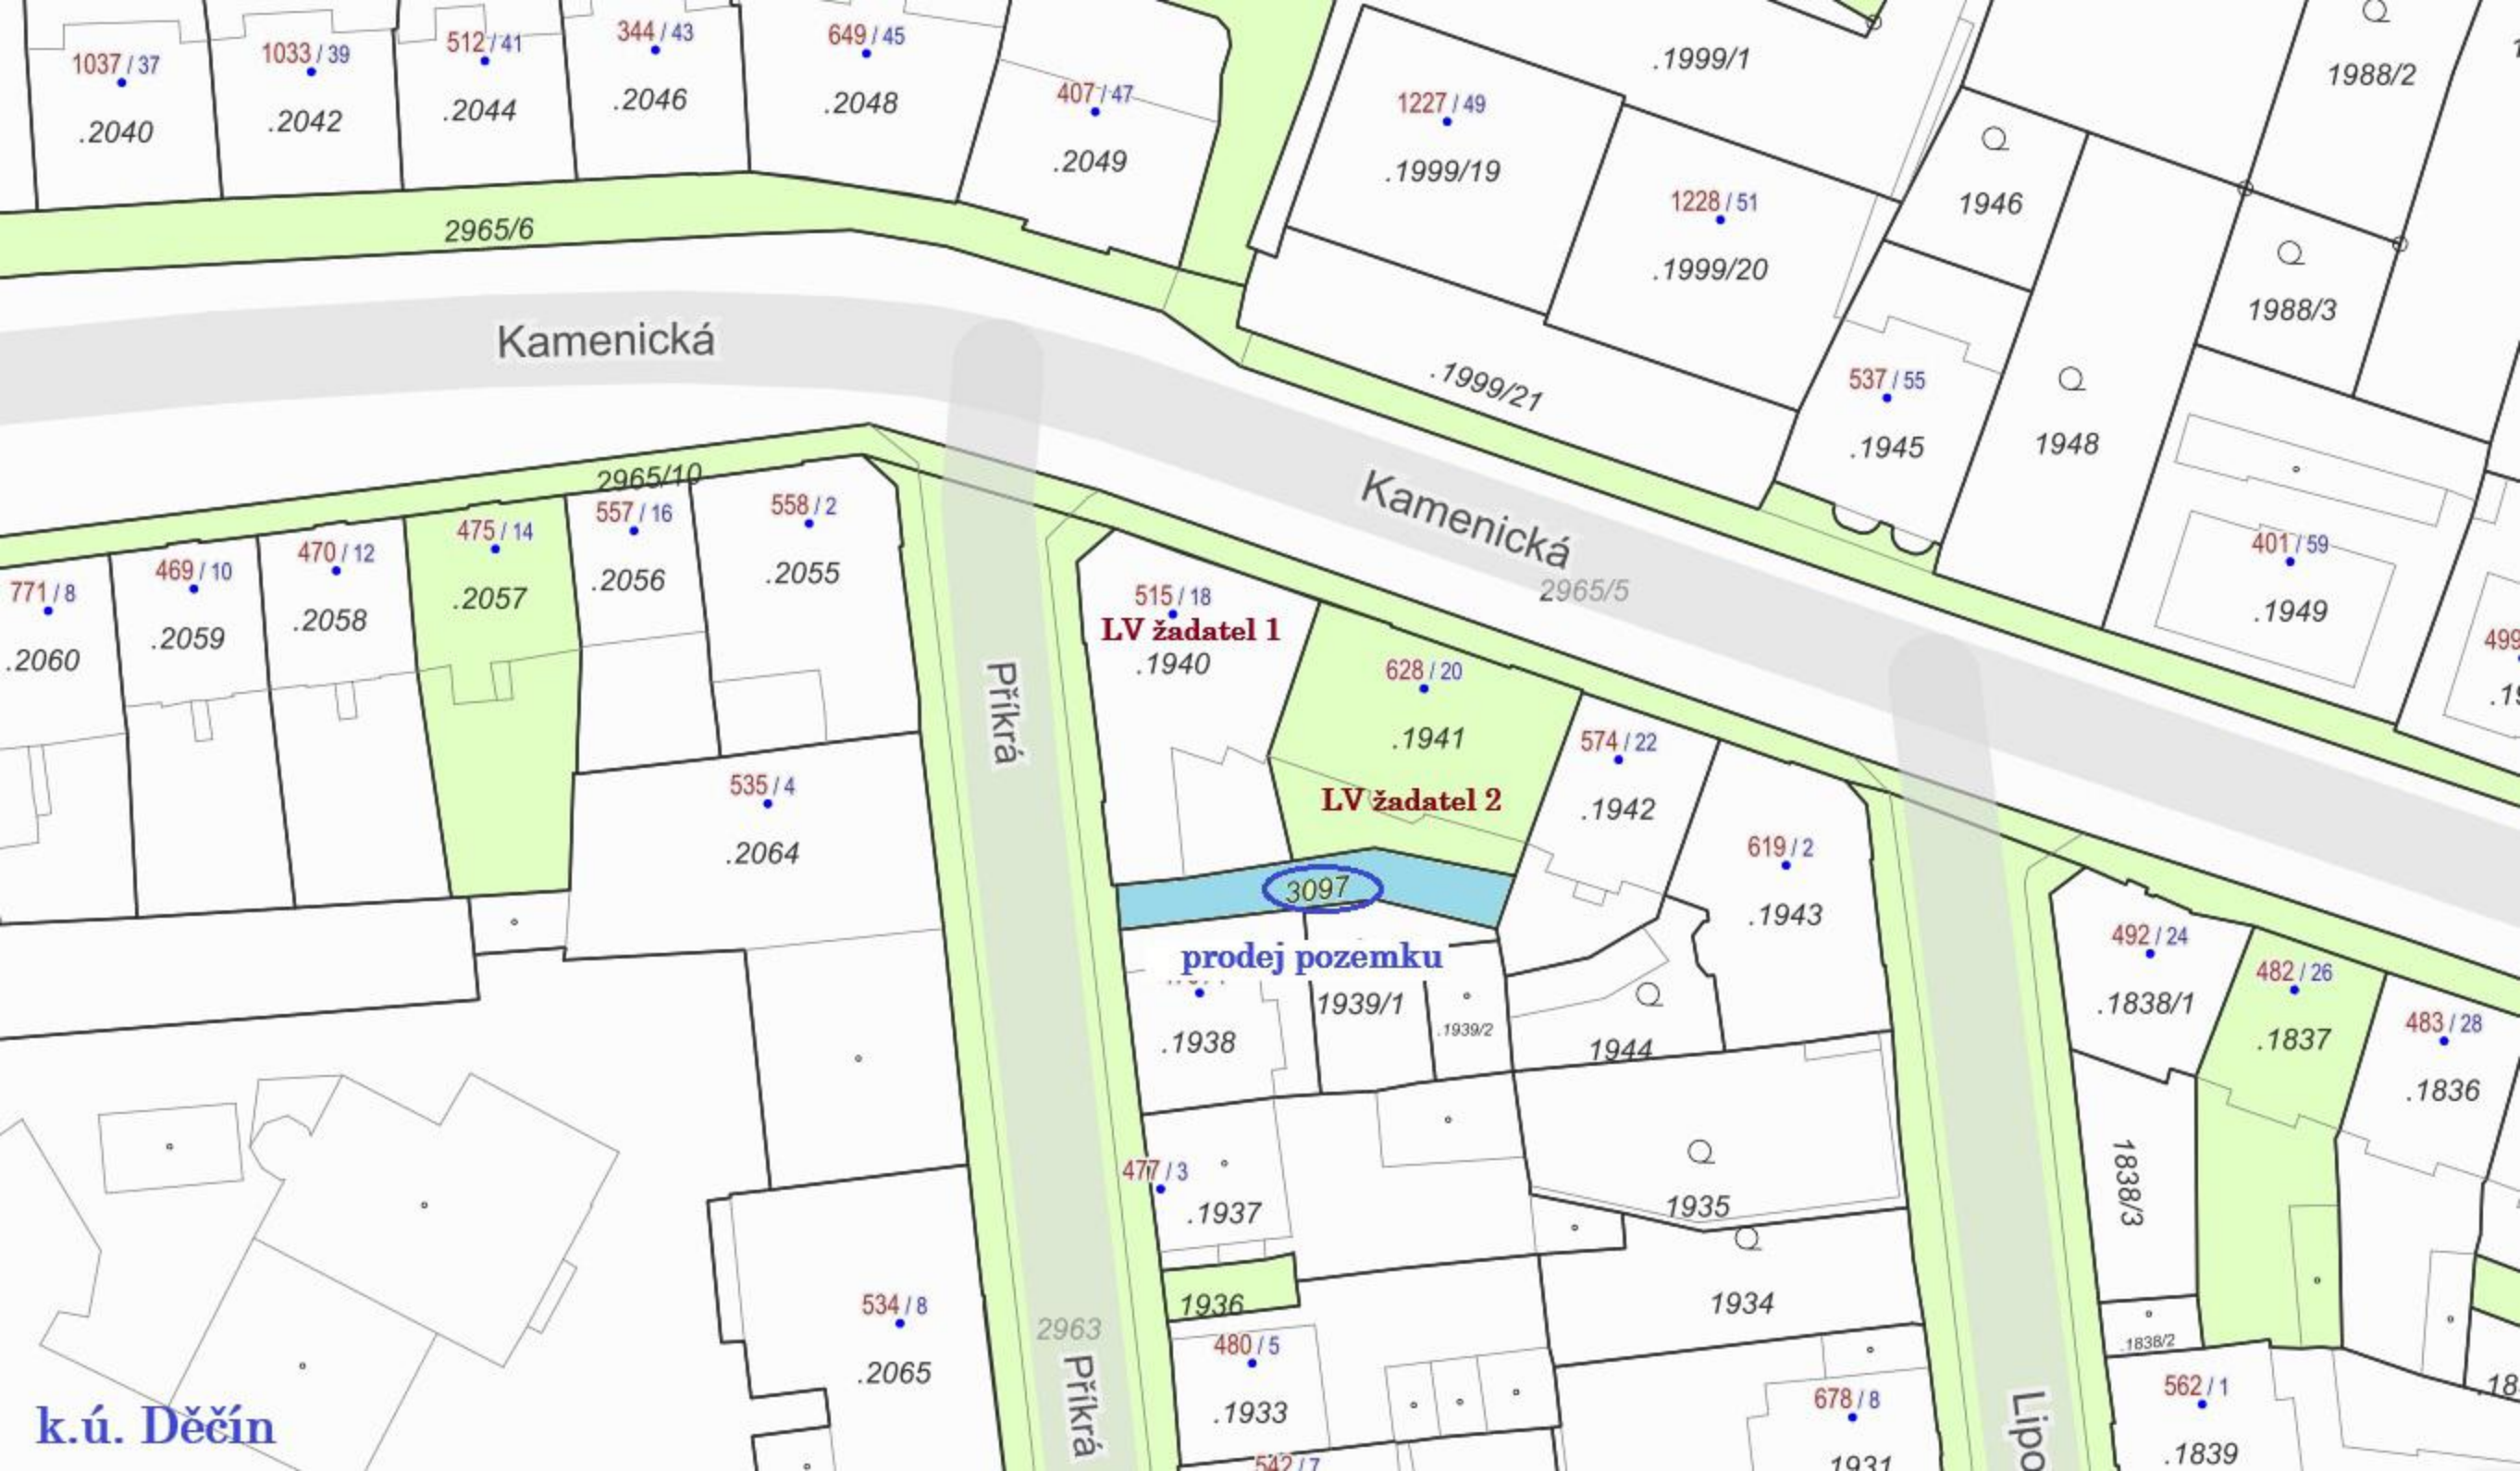 1037 / 37
.2040
1033 / 39
.2042
512 / 41
.2044
344 / 43
.2046
649 / 45
.2048
407 / 47
.2049
1227 / 49
.1999/19
.1999/1
1228 / 51
.1999/20
1946
1988/2
1988/3
2965/6
Kamenická
.1999/21
537 / 55
.1945
1948
Kamenická
2965/5
401 / 59
.1949
499
2965/10
771 / 8
.2060
469 / 10
.2059
470 / 12
.2058
475 / 14
.2057
557 / 16
.2056
558 / 2
.2055
535 / 4
.2064
Příkrá
515 / 18
LV žadatel 1
.1940
628 / 20
.1941
LV žadatel 2
574 / 22
.1942
619 / 2
.1943
3097
prodej pozemku
.1938
1939/1
.1939/2
1944
492 / 24
.1838/1
482 / 26
.1837
483 / 28
.1836
477 / 3
.1937
1935
1838/3
1936
1934
534 / 8
.2065
2963
Příkrá
480 / 5
.1933
.1838/2
678 / 8
1931
Lipo
562 / 1
.1839
.18
542 / 7
k.ú. Děčín